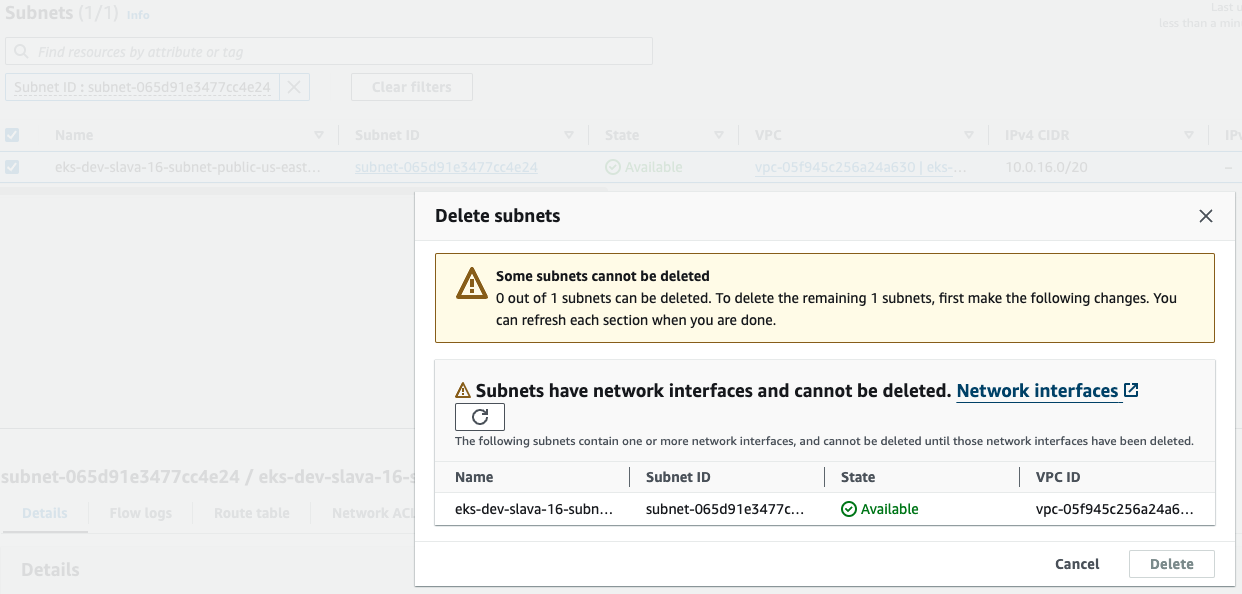 Subnets (1/1) Info
Last u
less than a min
Find resources by attribute or tag
Subnet ID : subnet-065d91e3477cc4e24
Clear filters
Name Subnet ID State VPC IPv4 CIDR IPv
eks-dev-slava-16-subnet-public-us-east... subnet-065d91e3477cc4e24 Available vpc-05f945c256a24a630 | eks-... 10.0.16.0/20 –
Delete subnets
Some subnets cannot be deleted
0 out of 1 subnets can be deleted. To delete the remaining 1 subnets, first make the following changes. You
can refresh each section when you are done.
Subnets have network interfaces and cannot be deleted. Network interfaces
The following subnets contain one or more network interfaces, and cannot be deleted until those network interfaces have been deleted.
Name Subnet ID State VPC ID
eks-dev-slava-16-subn... subnet-065d91e3477c... Available vpc-05f945c256a24a6...
Cancel Delete
subnet-065d91e3477cc4e24 / eks-dev-slava-16-s
Details Flow logs Route table Network ACL
Details